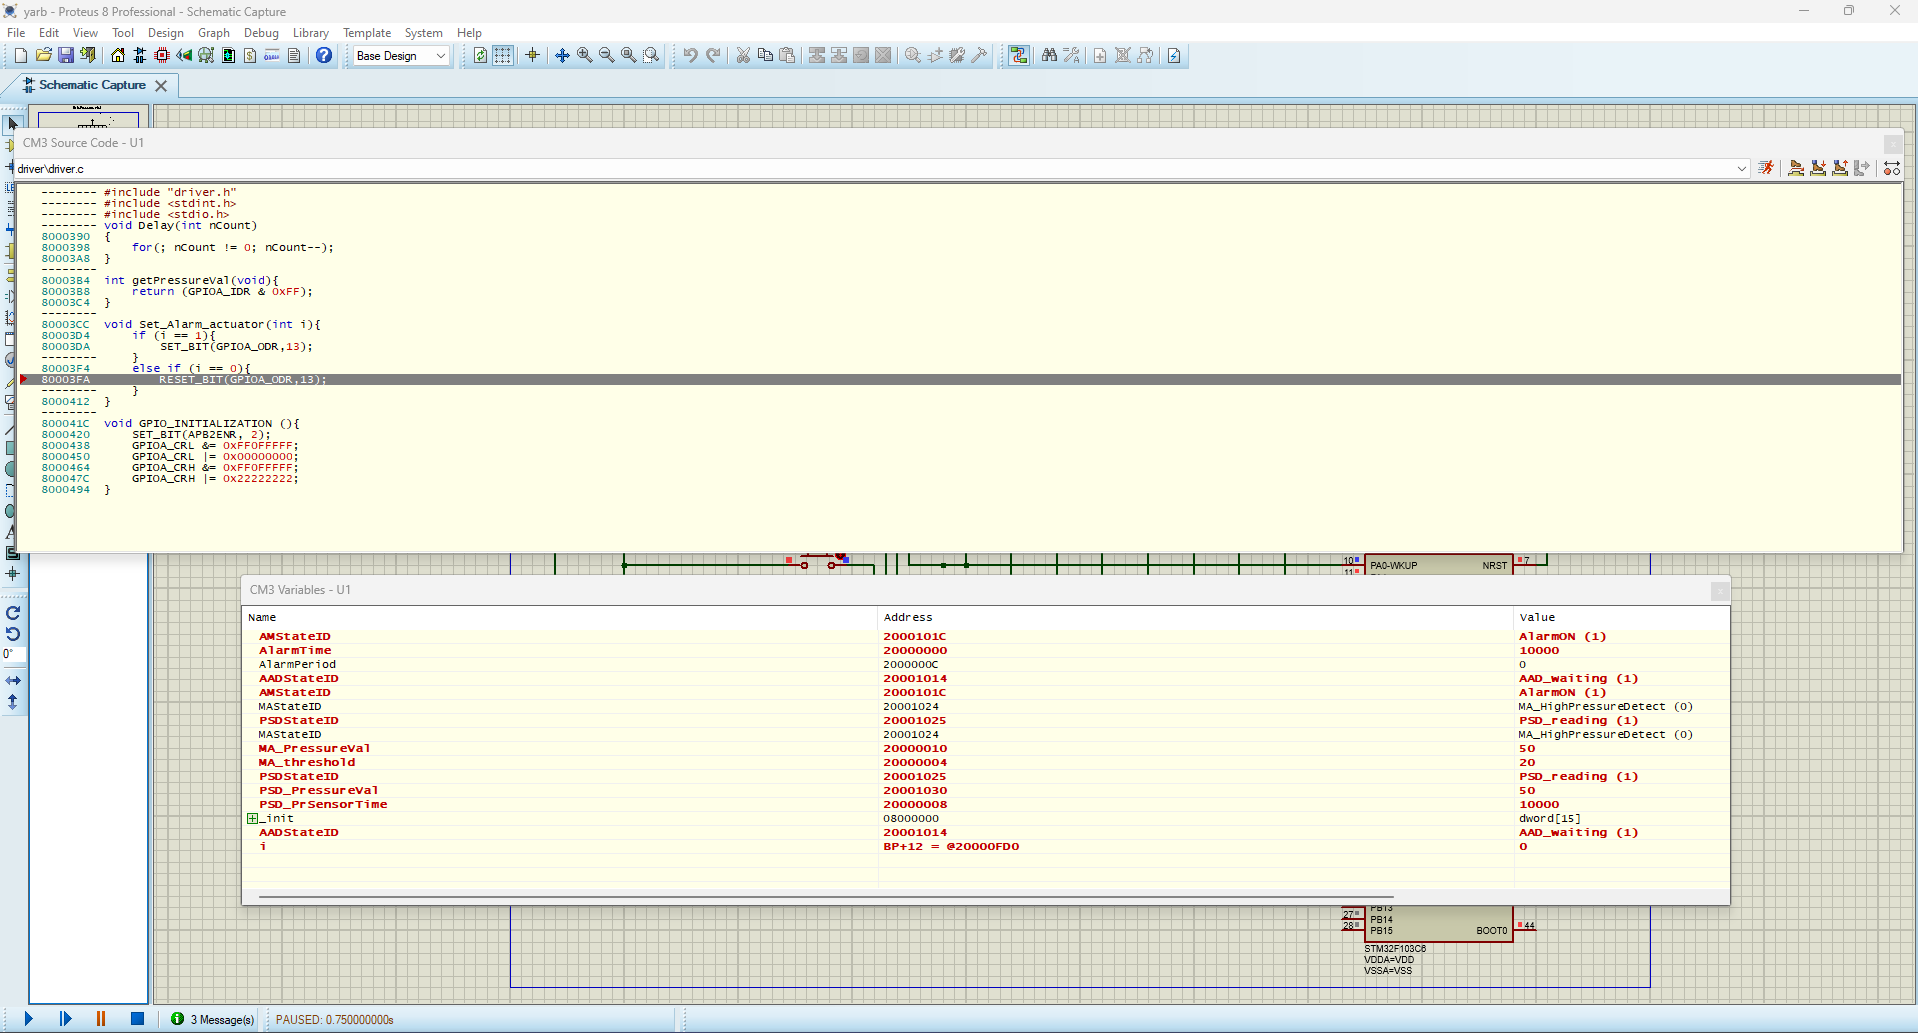 yarb - Proteus 8 Professional - Schematic Capture
File Edit View Tool Design Graph Debug Library Template System Help
Base Design
Schematic Capture
CM3 Source Code - U1
driver\driver.c
-------- #include "driver.h"
-------- #include <stdint.h>
-------- #include <stdio.h>
-------- void Delay(int nCount)
8000390 {
8000398 for(; nCount != 0; nCount--);
80003A8 }
--------
80003B4 int getPressureVal(void){
80003B8 return (GPIOA_IDR & 0xFF);
80003C4 }
--------
80003CC void Set_Alarm_actuator(int i){
80003D4 if (i == 1){
80003DA SET_BIT(GPIOA_ODR,13);
-------- }
80003F4 else if (i == 0){
80003FA RESET_BIT(GPIOA_ODR,13);
-------- }
8000412 }
--------
800041C void GPIO_INITIALIZATION (){
8000420 SET_BIT(APB2ENR, 2);
8000438 GPIOA_CRL &= 0xFF0FFFFF;
8000450 GPIOA_CRL |= 0x00000000;
8000464 GPIOA_CRH &= 0xFF0FFFFF;
800047C GPIOA_CRH |= 0x22222222;
8000494 }
10 PA0-WKUP NRST 7
11
CM3 Variables - U1
Name Address Value
AMStateID 2000101C AlarmON (1)
AlarmTime 20000000 10000
AlarmPeriod 2000000C 0
AADStateID 20001014 AAD_waiting (1)
AMStateID 2000101C AlarmON (1)
MAStateID 20001024 MA_HighPressureDetect (0)
PSDStateID 20001025 PSD_reading (1)
MAStateID 20001024 MA_HighPressureDetect (0)
MA_PressureVal 20000010 50
MA_threshold 20000004 20
PSDStateID 20001025 PSD_reading (1)
PSD_PressureVal 20001030 50
PSD_PrSensorTime 20000008 10000
_init 08000000 dword[15]
AADStateID 20001014 AAD_waiting (1)
i BP+12 = @20000FD0 0
0°
27 PB14
28 PB15 BOOT0 44
STM32F103C6
VDDA=VDD
VSSA=VSS
3 Message(s) PAUSED: 0.750000000s